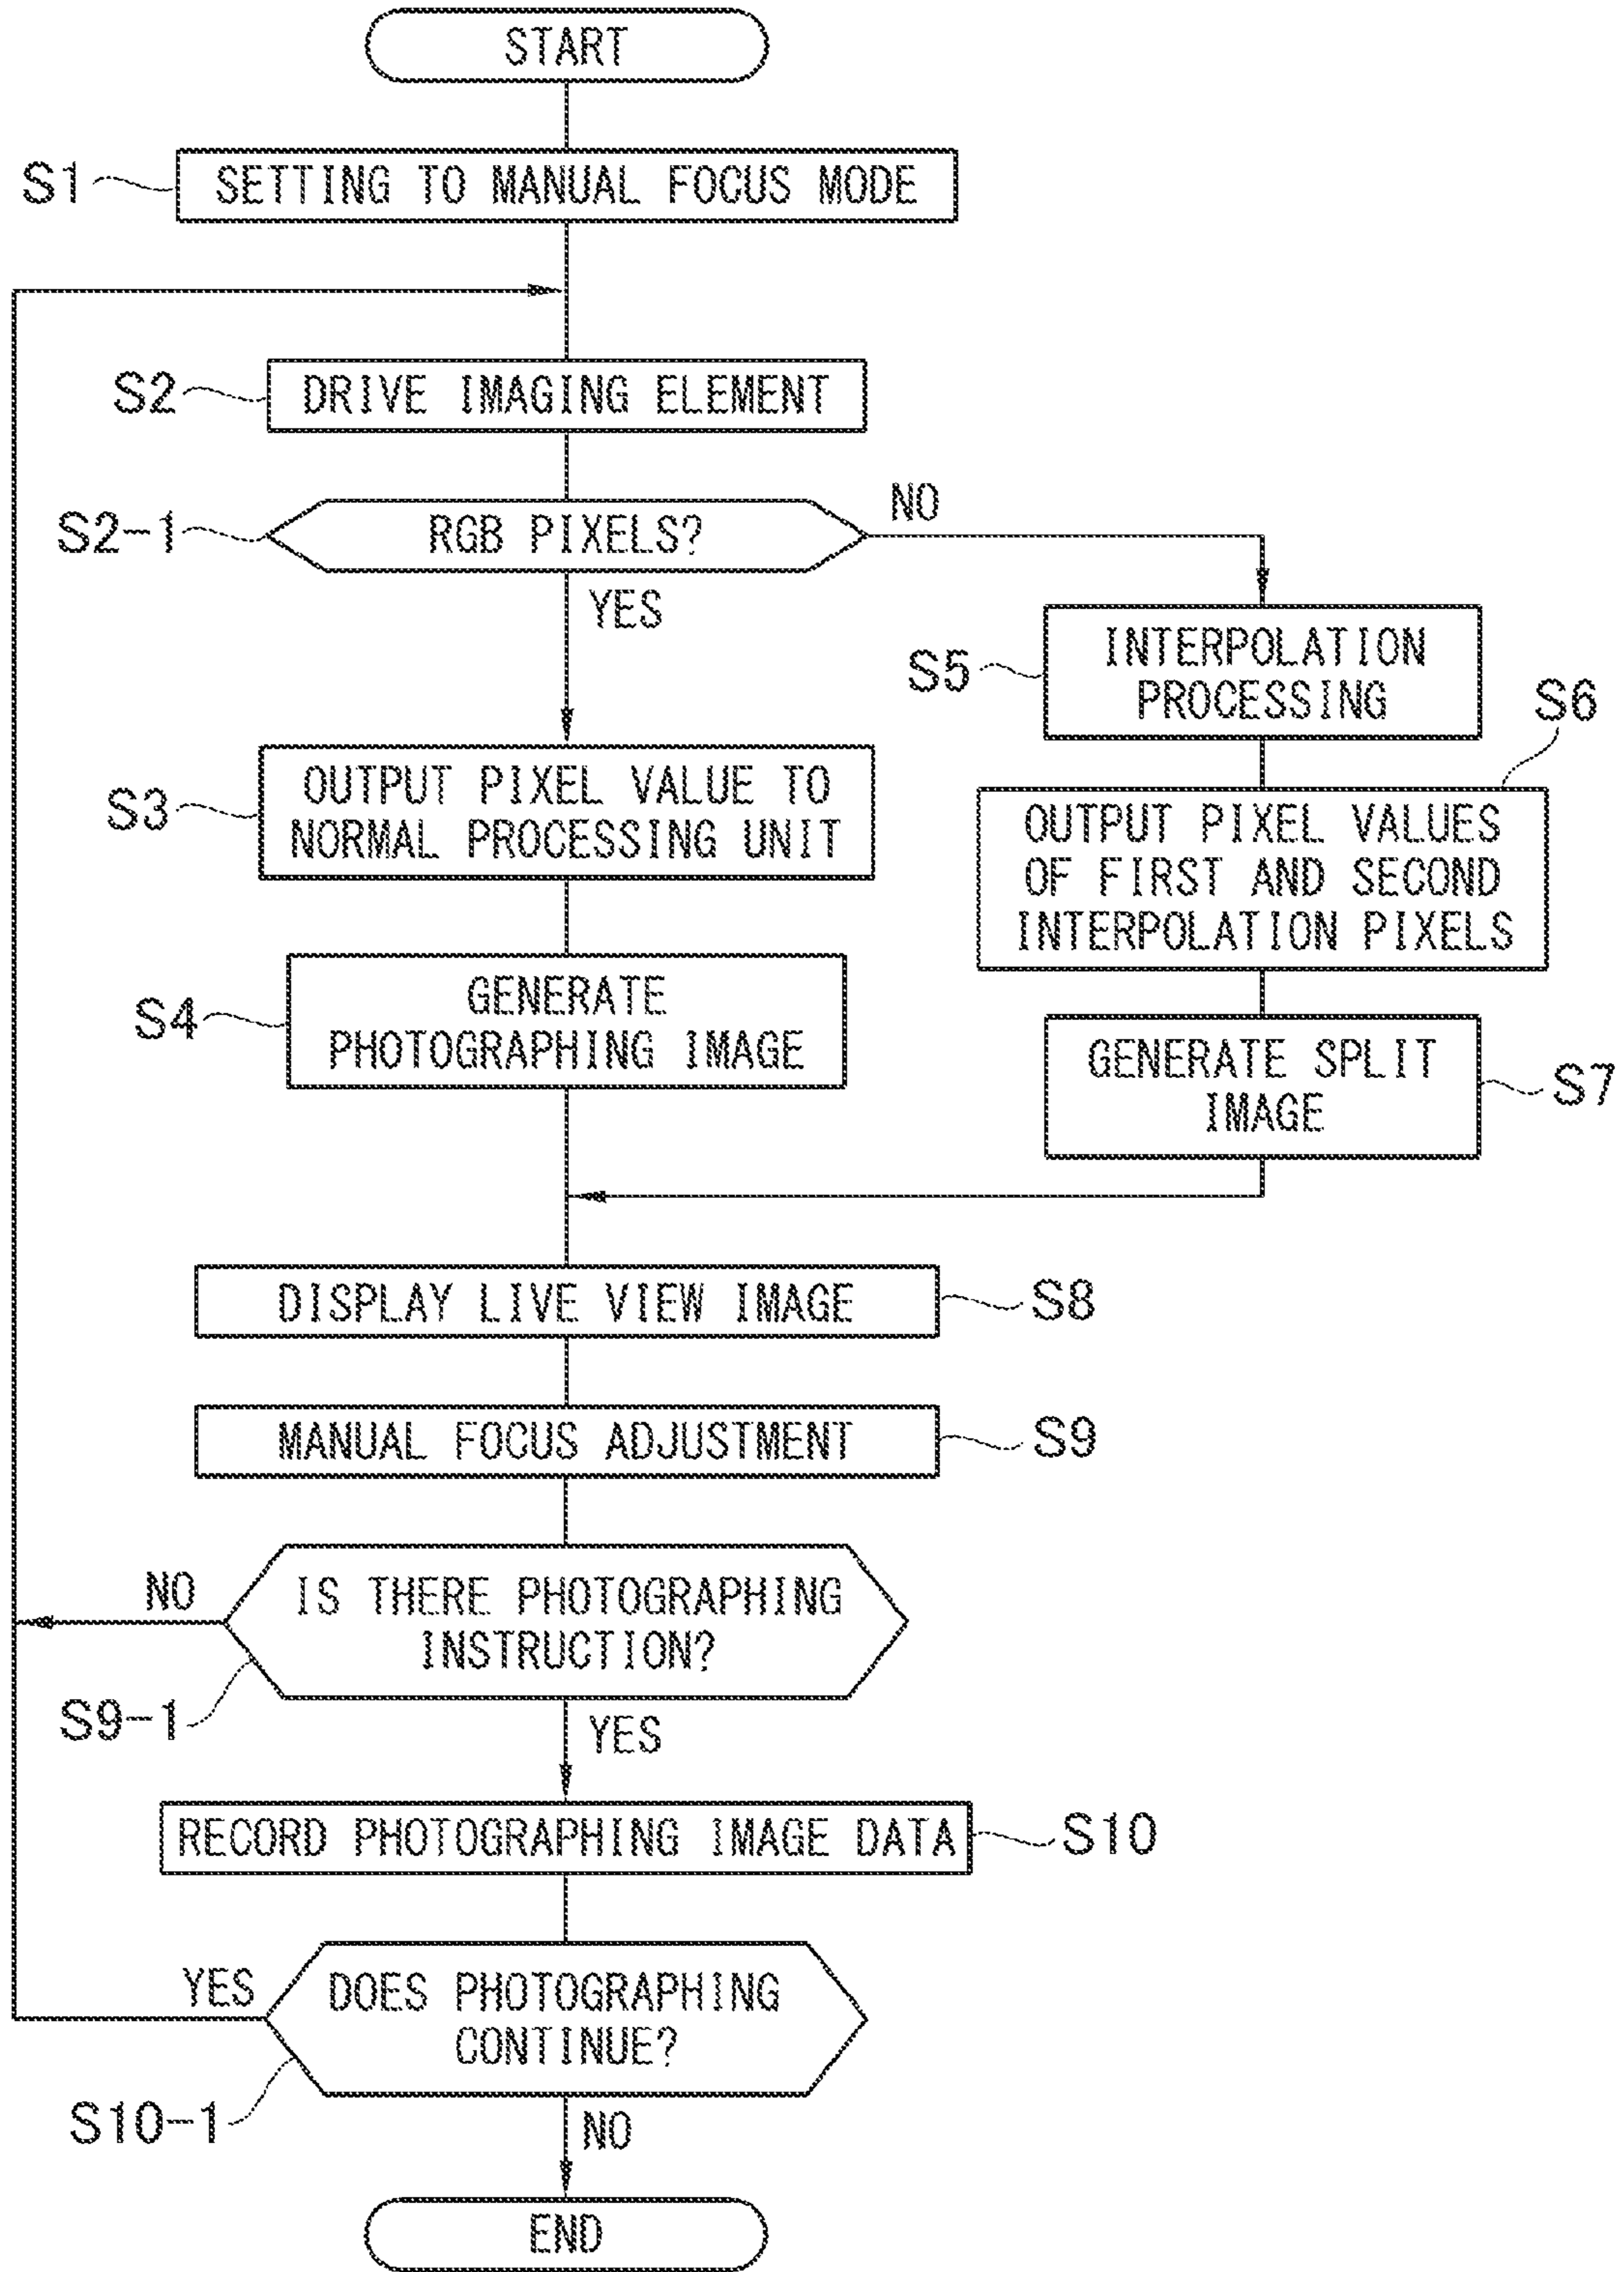 START
S1
SETTING TO MANUAL FOCUS MODE
S2
DRIVE IMAGING ELEMENT
S2-1
RGB PIXELS?
NO
YES
S5
INTERPOLATION
PROCESSING
S6
S3
OUTPUT PIXEL VALUE TO
NORMAL PROCESSING UNIT
OUTPUT PIXEL VALUES
OF FIRST AND SECOND
INTERPOLATION PIXELS
S4
GENERATE
PHOTOGRAPHING IMAGE
GENERATE SPLIT
IMAGE
S7
DISPLAY LIVE VIEW IMAGE
S8
MANUAL FOCUS ADJUSTMENT
S9
NO
IS THERE PHOTOGRAPHING
INSTRUCTION?
S9-1
YES
RECORD PHOTOGRAPHING IMAGE DATA
S10
YES
DOES PHOTOGRAPHING
CONTINUE?
S10-1
NO
END